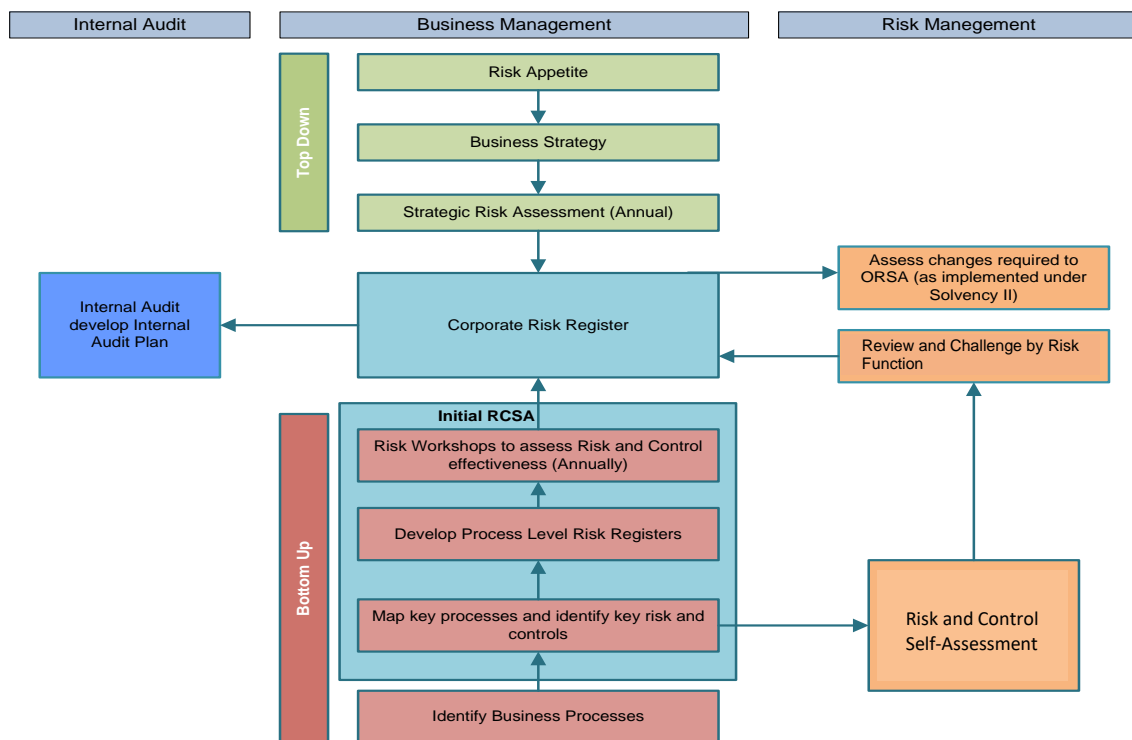 Internal Audit
Business Management
Risk Manegement
Top Down
Risk Appetite
Business Strategy
Strategic Risk Assessment (Annual)
Internal Audit
develop Internal
Audit Plan
Corporate Risk Register
Assess changes required to
ORSA (as implemented under
Solvency II)
Review and Challenge by Risk
Function
Bottom Up
Initial RCSA
Risk Workshops to assess Risk and Control
effectiveness (Annually)
Develop Process Level Risk Registers
Map key processes and identify key risk and
controls
Identify Business Processes
Risk and Control
Self-Assessment